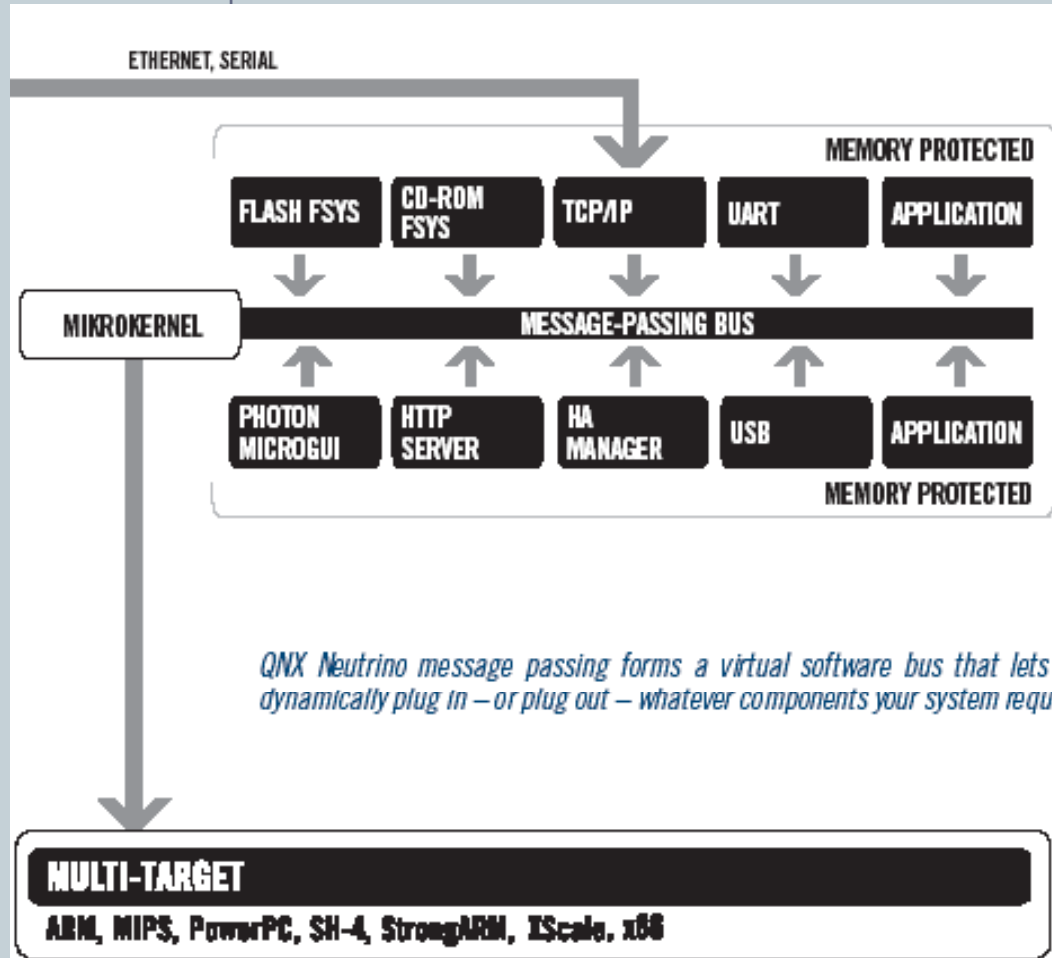 ETHERNET, SERIAL
MEMORY PROTECTED
FLASH FSYS
CD-ROM
FSYS
TCP/IP
UART
APPLICATION
MIKROKERNEL
MESSAGE-PASSING BUS
PHOTON
MICROGUI
HTTP
SERVER
HA
MANAGER
USB
APPLICATION
MEMORY PROTECTED
QNX Neutrino message passing forms a virtual software bus that lets
dynamically plug in – or plug out – whatever components your system requ
MULTI-TARGET
ARM, MIPS, PowerPC, SH-4, StrongARM, XScale, x86